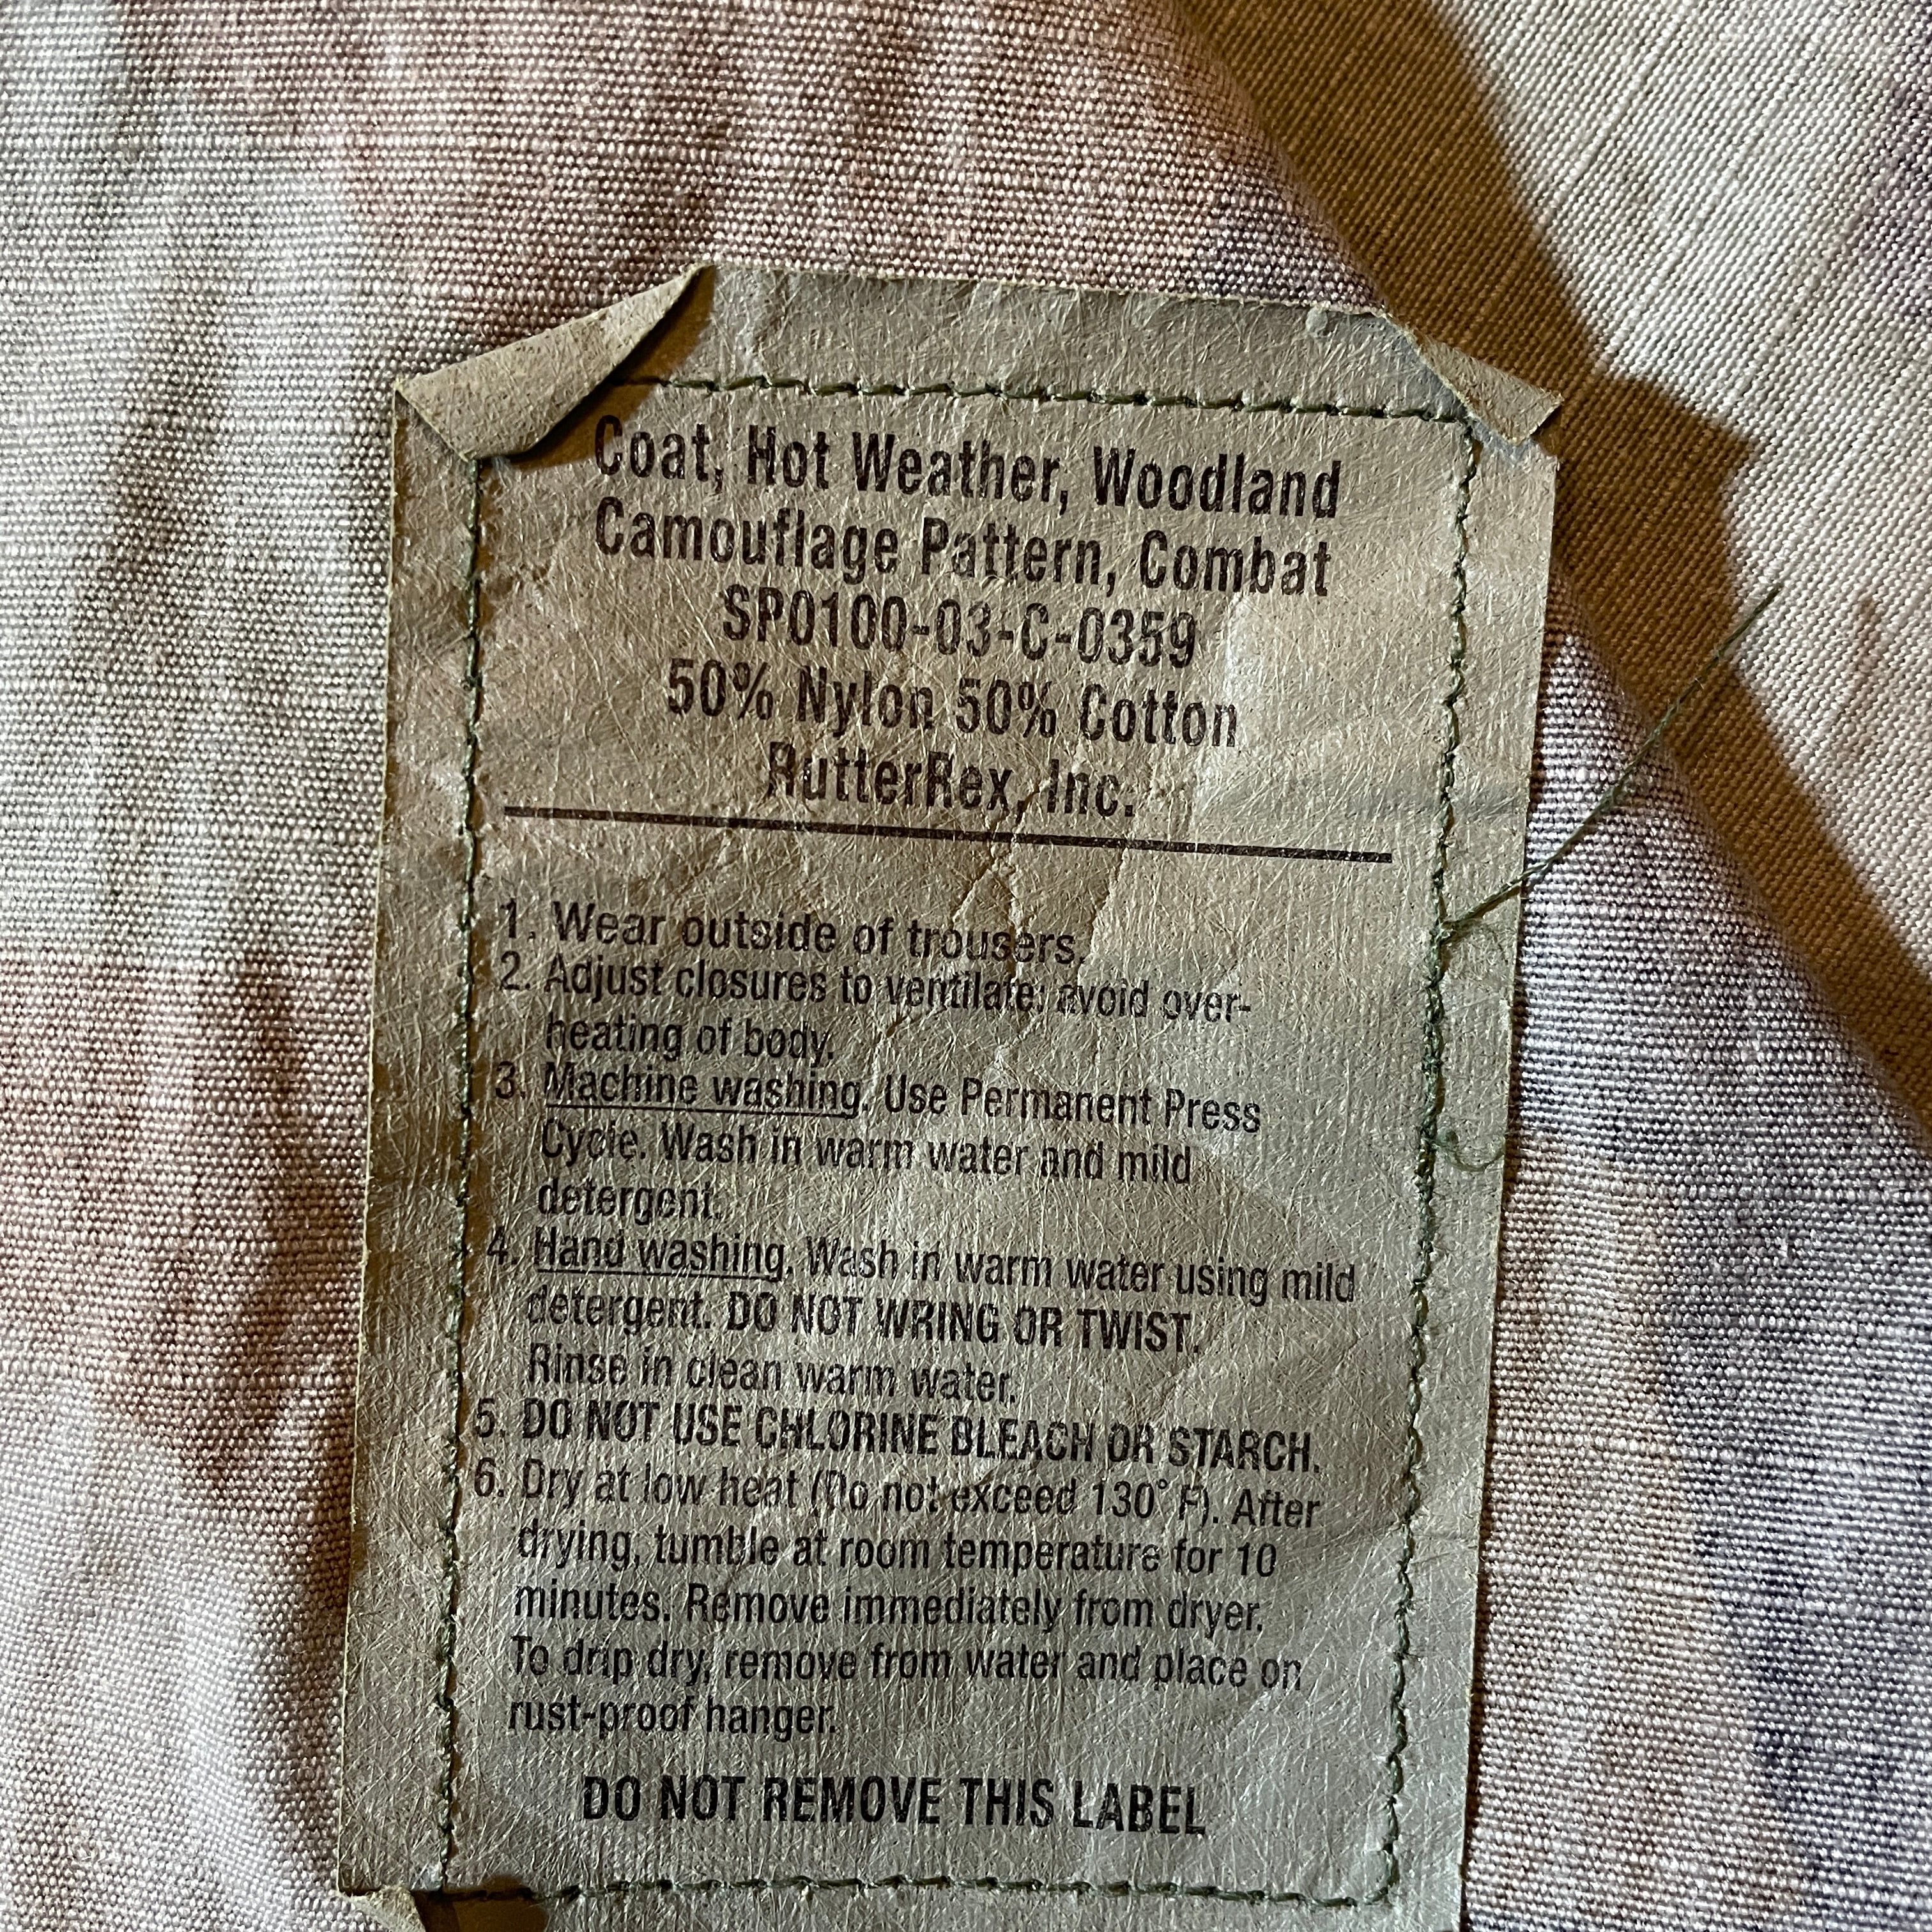 Coat, Hot Weather, Woodland
Camouflage Pattern, Combat
SP0100-03-C-0359
50% Nylon 50% Cotton
RutterRex, Inc.
1. Wear outside of trousers.
2. Adjust closures to ventilate: avoid over-
heating of body.
3. Machine washing. Use Permanent Press
Cycle. Wash in warm water and mild
detergent.
4. Hand washing. Wash in warm water using mild
detergent. DO NOT WRING OR TWIST.
Rinse in clean warm water.
5. DO NOT USE CHLORINE BLEACH OR STARCH.
6. Dry at low heat (Do not exceed 130° F). After
drying, tumble at room temperature for 10
minutes. Remove immediately from dryer.
To drip dry, remove from water and place on
rust-proof hanger.
DO NOT REMOVE THIS LABEL